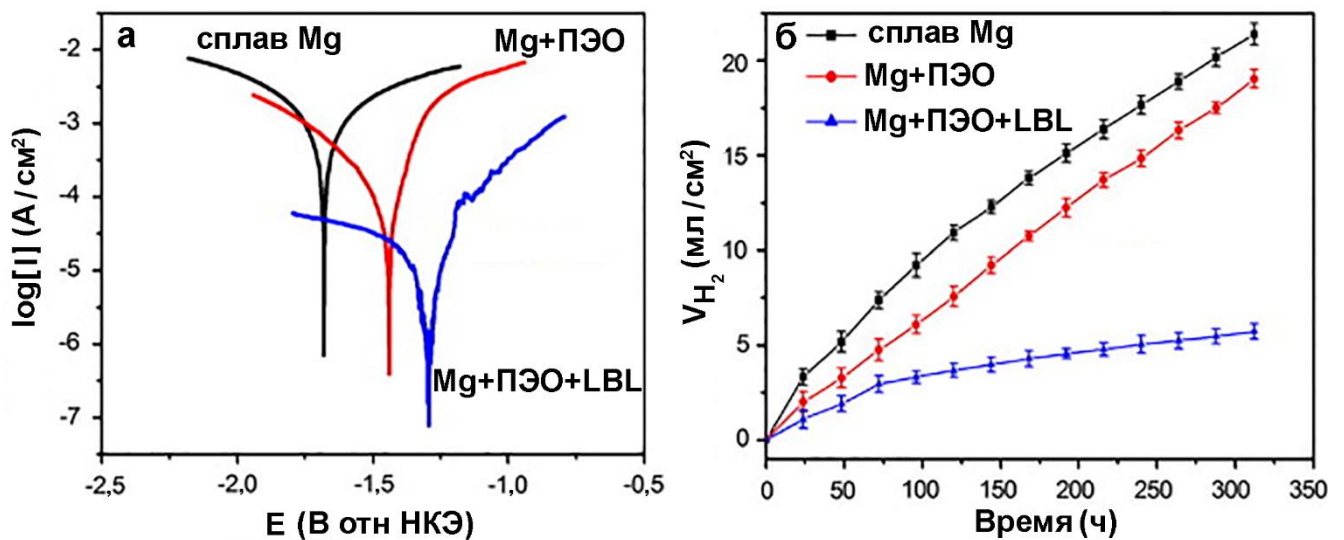 а
сплав Mg
Mg+ПЭО
Mg+ПЭО+LBL
log[I] (А/см²)
-2
-3
-4
-5
-6
-7
-2,5
-2,0
-1,5
-1,0
-0,5
E (В отн НКЭ)
б
сплав Mg
Mg+ПЭО
Mg+ПЭО+LBL
V_H₂ (мл/см²)
20
15
10
5
0
0
50
100
150
200
250
300
350
Время (ч)